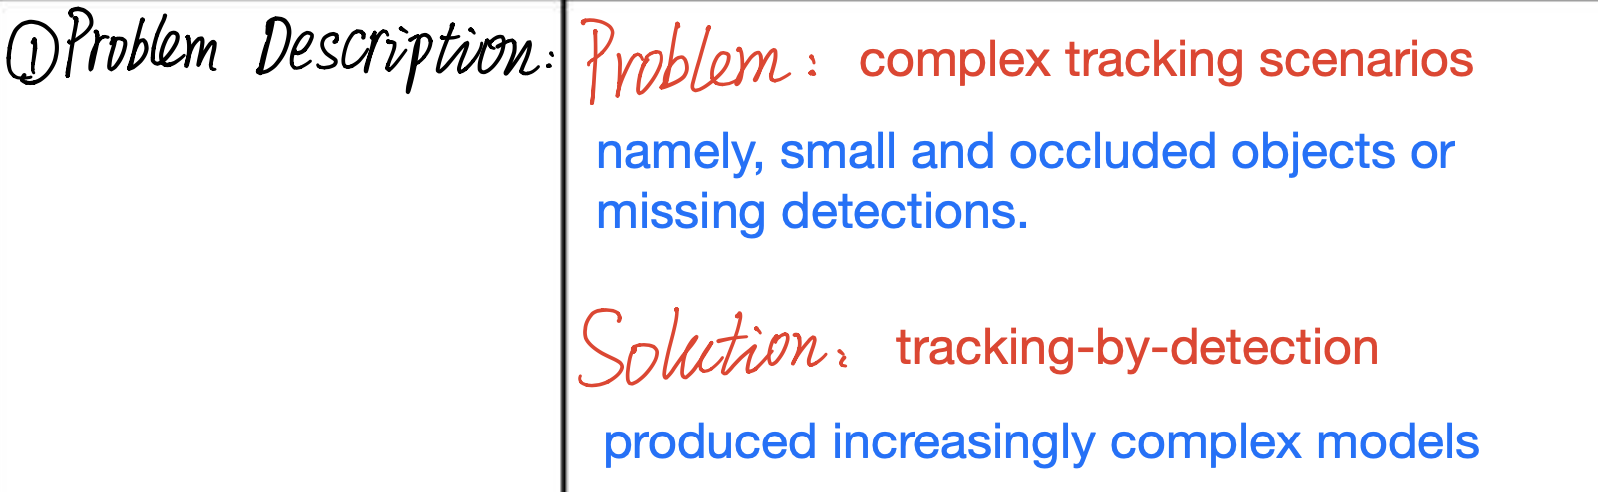 ①Problem Description:
Problem: complex tracking scenarios
namely, small and occluded objects or
missing detections.
Solution: tracking-by-detection
produced increasingly complex models